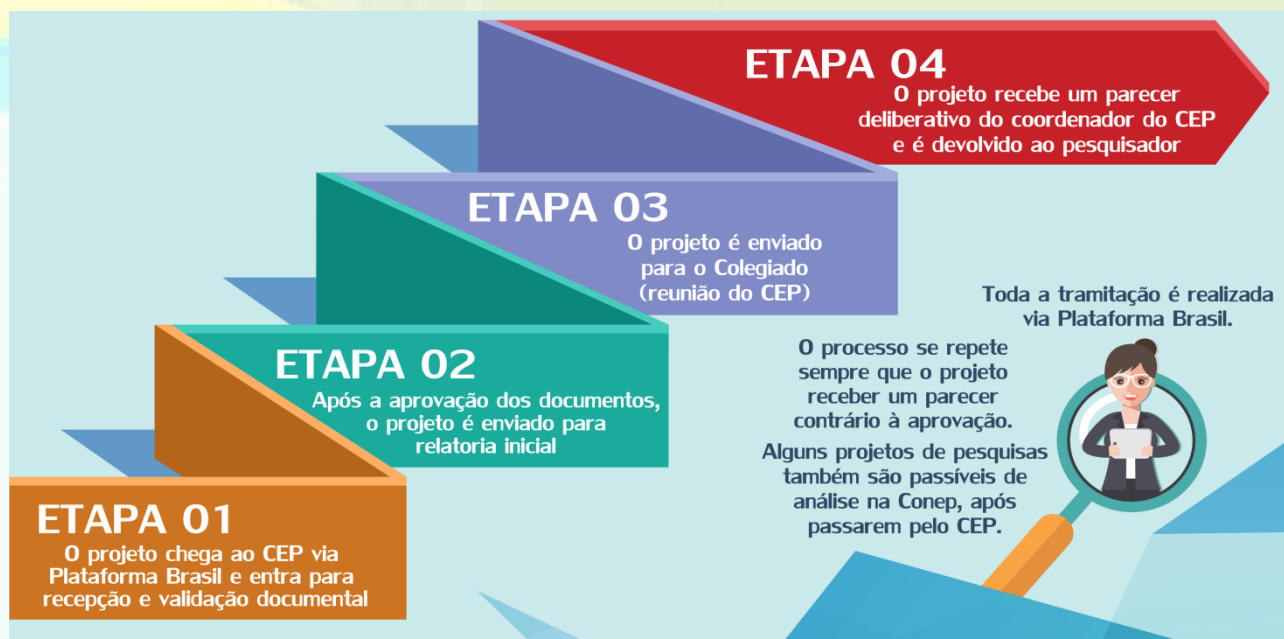 ETAPA 01
O projeto chega ao CEP via
Plataforma Brasil e entra para
recepção e validação documental
ETAPA 02
Após a aprovação dos documentos,
o projeto é enviado para
relatoria inicial
ETAPA 03
O projeto é enviado
para o Colegiado
(reunião do CEP)
ETAPA 04
O projeto recebe um parecer
deliberativo do coordenador do CEP
e é devolvido ao pesquisador
Toda a tramitação é realizada
via Plataforma Brasil.
O processo se repete
sempre que o projeto
receber um parecer
contrário à aprovação.
Alguns projetos de pesquisas
também são passíveis de
análise na Conep, após
passarem pelo CEP.